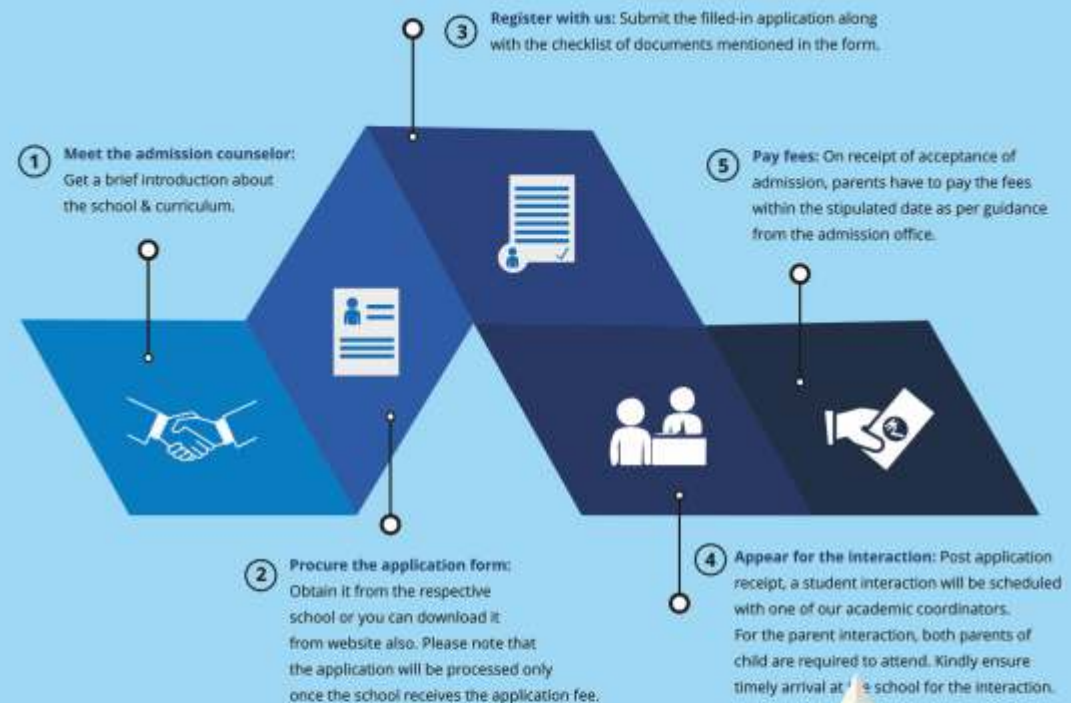 1 Meet the admission counselor:
Get a brief introduction about
the school & curriculum.
2 Procure the application form:
Obtain it from the respective
school or you can download it
from website also. Please note that
the application will be processed only
once the school receives the application fee.
3 Register with us: Submit the filled-in application along
with the checklist of documents mentioned in the form.
4 Appear for the interaction: Post application
receipt, a student interaction will be scheduled
with one of our academic coordinators.
For the parent interaction, both parents of
child are required to attend. Kindly ensure
timely arrival at school for the interaction.
5 Pay fees: On receipt of acceptance of
admission, parents have to pay the fees
within the stipulated date as per guidance
from the admission office.